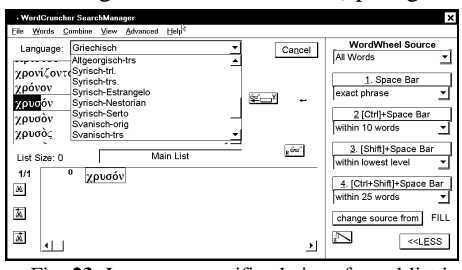 WordCruncher SearchManager
File Words Combine View Advanced Help
Language: Griechisch
Cancel
Altgeorgisch-trs
Syrisch-trl.
Syrisch-trs.
Syrisch-Estrangelo
Syrisch-Nestorian
Syrisch-Serto
Svanisch-orig
Svanisch-trs
χρονίζοντο
χρόνον
χρυσόν
χρυσὸν
χρυσὸς
List Size: 0
Main List
1/1
0 χρυσόν
WordWheel Source
All Words
1. Space Bar
exact phrase
2 [Ctrl]+Space Bar
within 10 words
3. [Shift]+Space Bar
within lowest level
4. [Ctrl+Shift]+Space Bar
within 25 words
change source from FILL
<<LESS